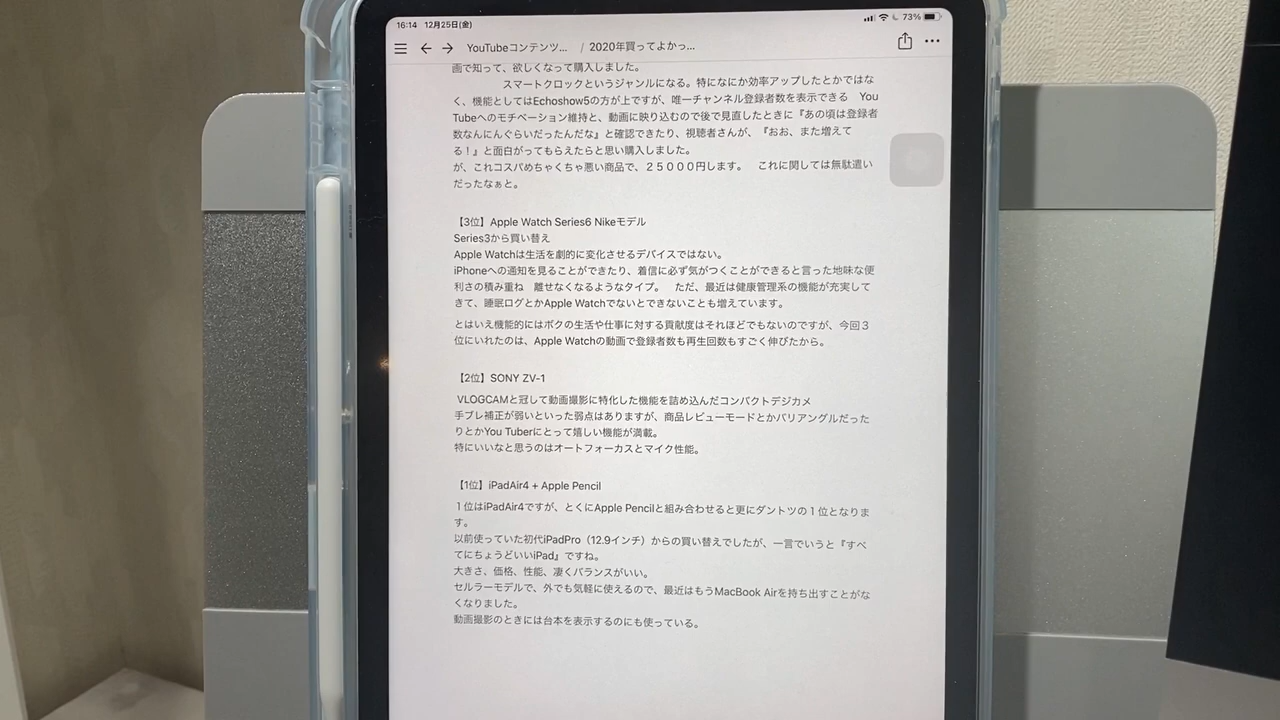 16:14 12月25日(金)
73%
YouTubeコンテンツ... / 2020年買ってよかっ...
画で知って、欲しくなって購入しました。
スマートクロックというジャンルになる。特になにか効率アップしたとかではな
く、機能としてはEchoshow5の方が上ですが、唯一チャンネル登録者数を表示できる　You
Tubeへのモチベーション維持と、動画に映り込むので後で見直したときに『あの頃は登録者
数なんにんぐらいだったんだな』と確認できたり、視聴者さんが、『おお、また増えて
る！』と面白がってもらえたらと思い購入しました。
が、これコスパめちゃくちゃ悪い商品で、２５０００円します。　これに関しては無駄遣い
だったなぁと。
【3位】Apple Watch Series6 Nikeモデル
Series3から買い替え
Apple Watchは生活を劇的に変化させるデバイスではない。
iPhoneへの通知を見ることができたり、着信に必ず気がつくことができると言った地味な便
利さの積み重ね　離せなくなるようなタイプ。　ただ、最近は健康管理系の機能が充実して
きて、睡眠ログとかApple Watchでないとできないことも増えています。
とはいえ機能的にはボクの生活や仕事に対する貢献度はそれほどでもないのですが、今回３
位にいれたのは、Apple Watchの動画で登録者数も再生回数もすごく伸びたから。
【2位】SONY ZV-1
VLOGCAMと冠して動画撮影に特化した機能を詰め込んだコンパクトデジカメ
手ブレ補正が弱いといった弱点はありますが、商品レビューモードとかバリアングルだった
りとかYou Tuberにとって嬉しい機能が満載。
特にいいなと思うのはオートフォーカスとマイク性能。
【1位】iPadAir4 + Apple Pencil
１位はiPadAir4ですが、とくにApple Pencilと組み合わせると更にダントツの１位となりま
す。
以前使っていた初代iPadPro（12.9インチ）からの買い替えでしたが、一言でいうと『すべ
てにちょうどいいiPad』ですね。
大きさ、価格、性能、凄くバランスがいい。
セルラーモデルで、外でも気軽に使えるので、最近はもうMacBook Airを持ち出すことがな
くなりました。
動画撮影のときには台本を表示するのにも使っている。